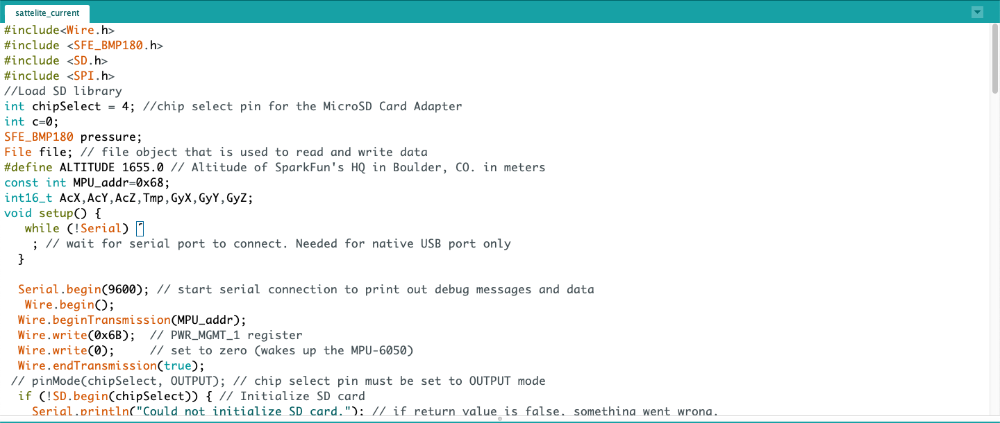 sattelite_current
#include<Wire.h>
#include <SFE_BMP180.h>
#include <SD.h>
#include <SPI.h>
//Load SD library
int chipSelect = 4; //chip select pin for the MicroSD Card Adapter
int c=0;
SFE_BMP180 pressure;
File file; // file object that is used to read and write data
#define ALTITUDE 1655.0 // Altitude of SparkFun's HQ in Boulder, CO. in meters
const int MPU_addr=0x68;
int16_t AcX,AcY,AcZ,Tmp,GyX,GyY,GyZ;
void setup() {
   while (!Serial) {
    ; // wait for serial port to connect. Needed for native USB port only
  }
  Serial.begin(9600); // start serial connection to print out debug messages and data
   Wire.begin();
  Wire.beginTransmission(MPU_addr);
  Wire.write(0x6B);  // PWR_MGMT_1 register
  Wire.write(0);     // set to zero (wakes up the MPU-6050)
  Wire.endTransmission(true);
 // pinMode(chipSelect, OUTPUT); // chip select pin must be set to OUTPUT mode
  if (!SD.begin(chipSelect)) { // Initialize SD card
    Serial.println("Could not initialize SD card."); // if return value is false, something went wrong.